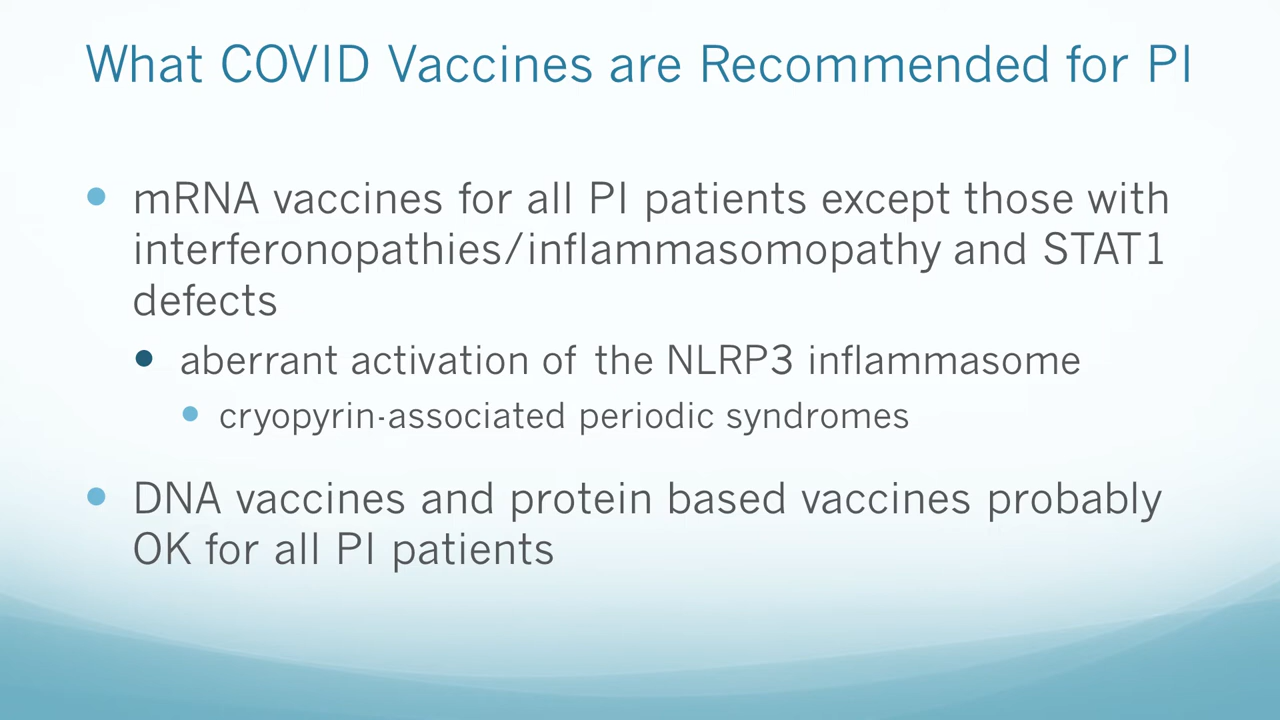 What COVID Vaccines are Recommended for PI
• mRNA vaccines for all PI patients except those with
interferonopathies/inflammasomopathy and STAT1
defects
• aberrant activation of the NLRP3 inflammasome
• cryopyrin-associated periodic syndromes
• DNA vaccines and protein based vaccines probably
OK for all PI patients